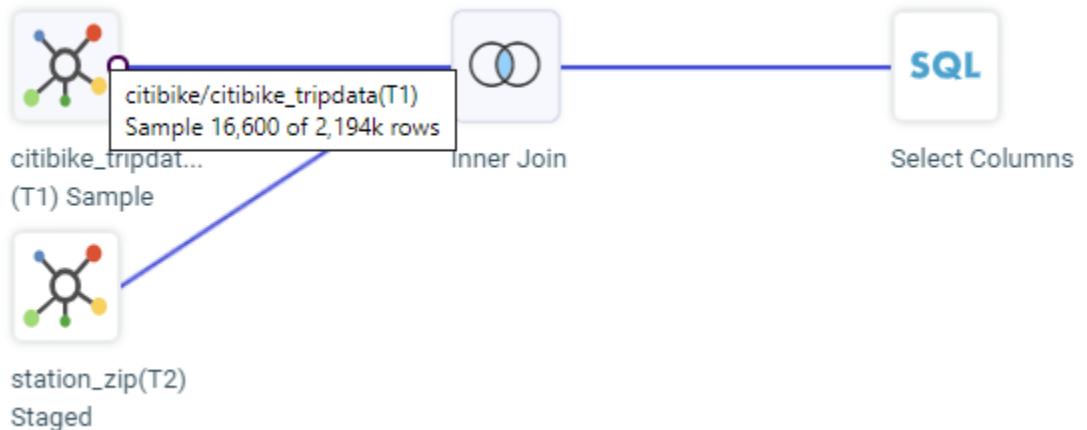 SQL
citibike/citibike_tripdata(T1)
Sample 16,600 of 2,194k rows
citibike_tripdat...
(T1) Sample
Inner Join
Select Columns
station_zip(T2)
Staged